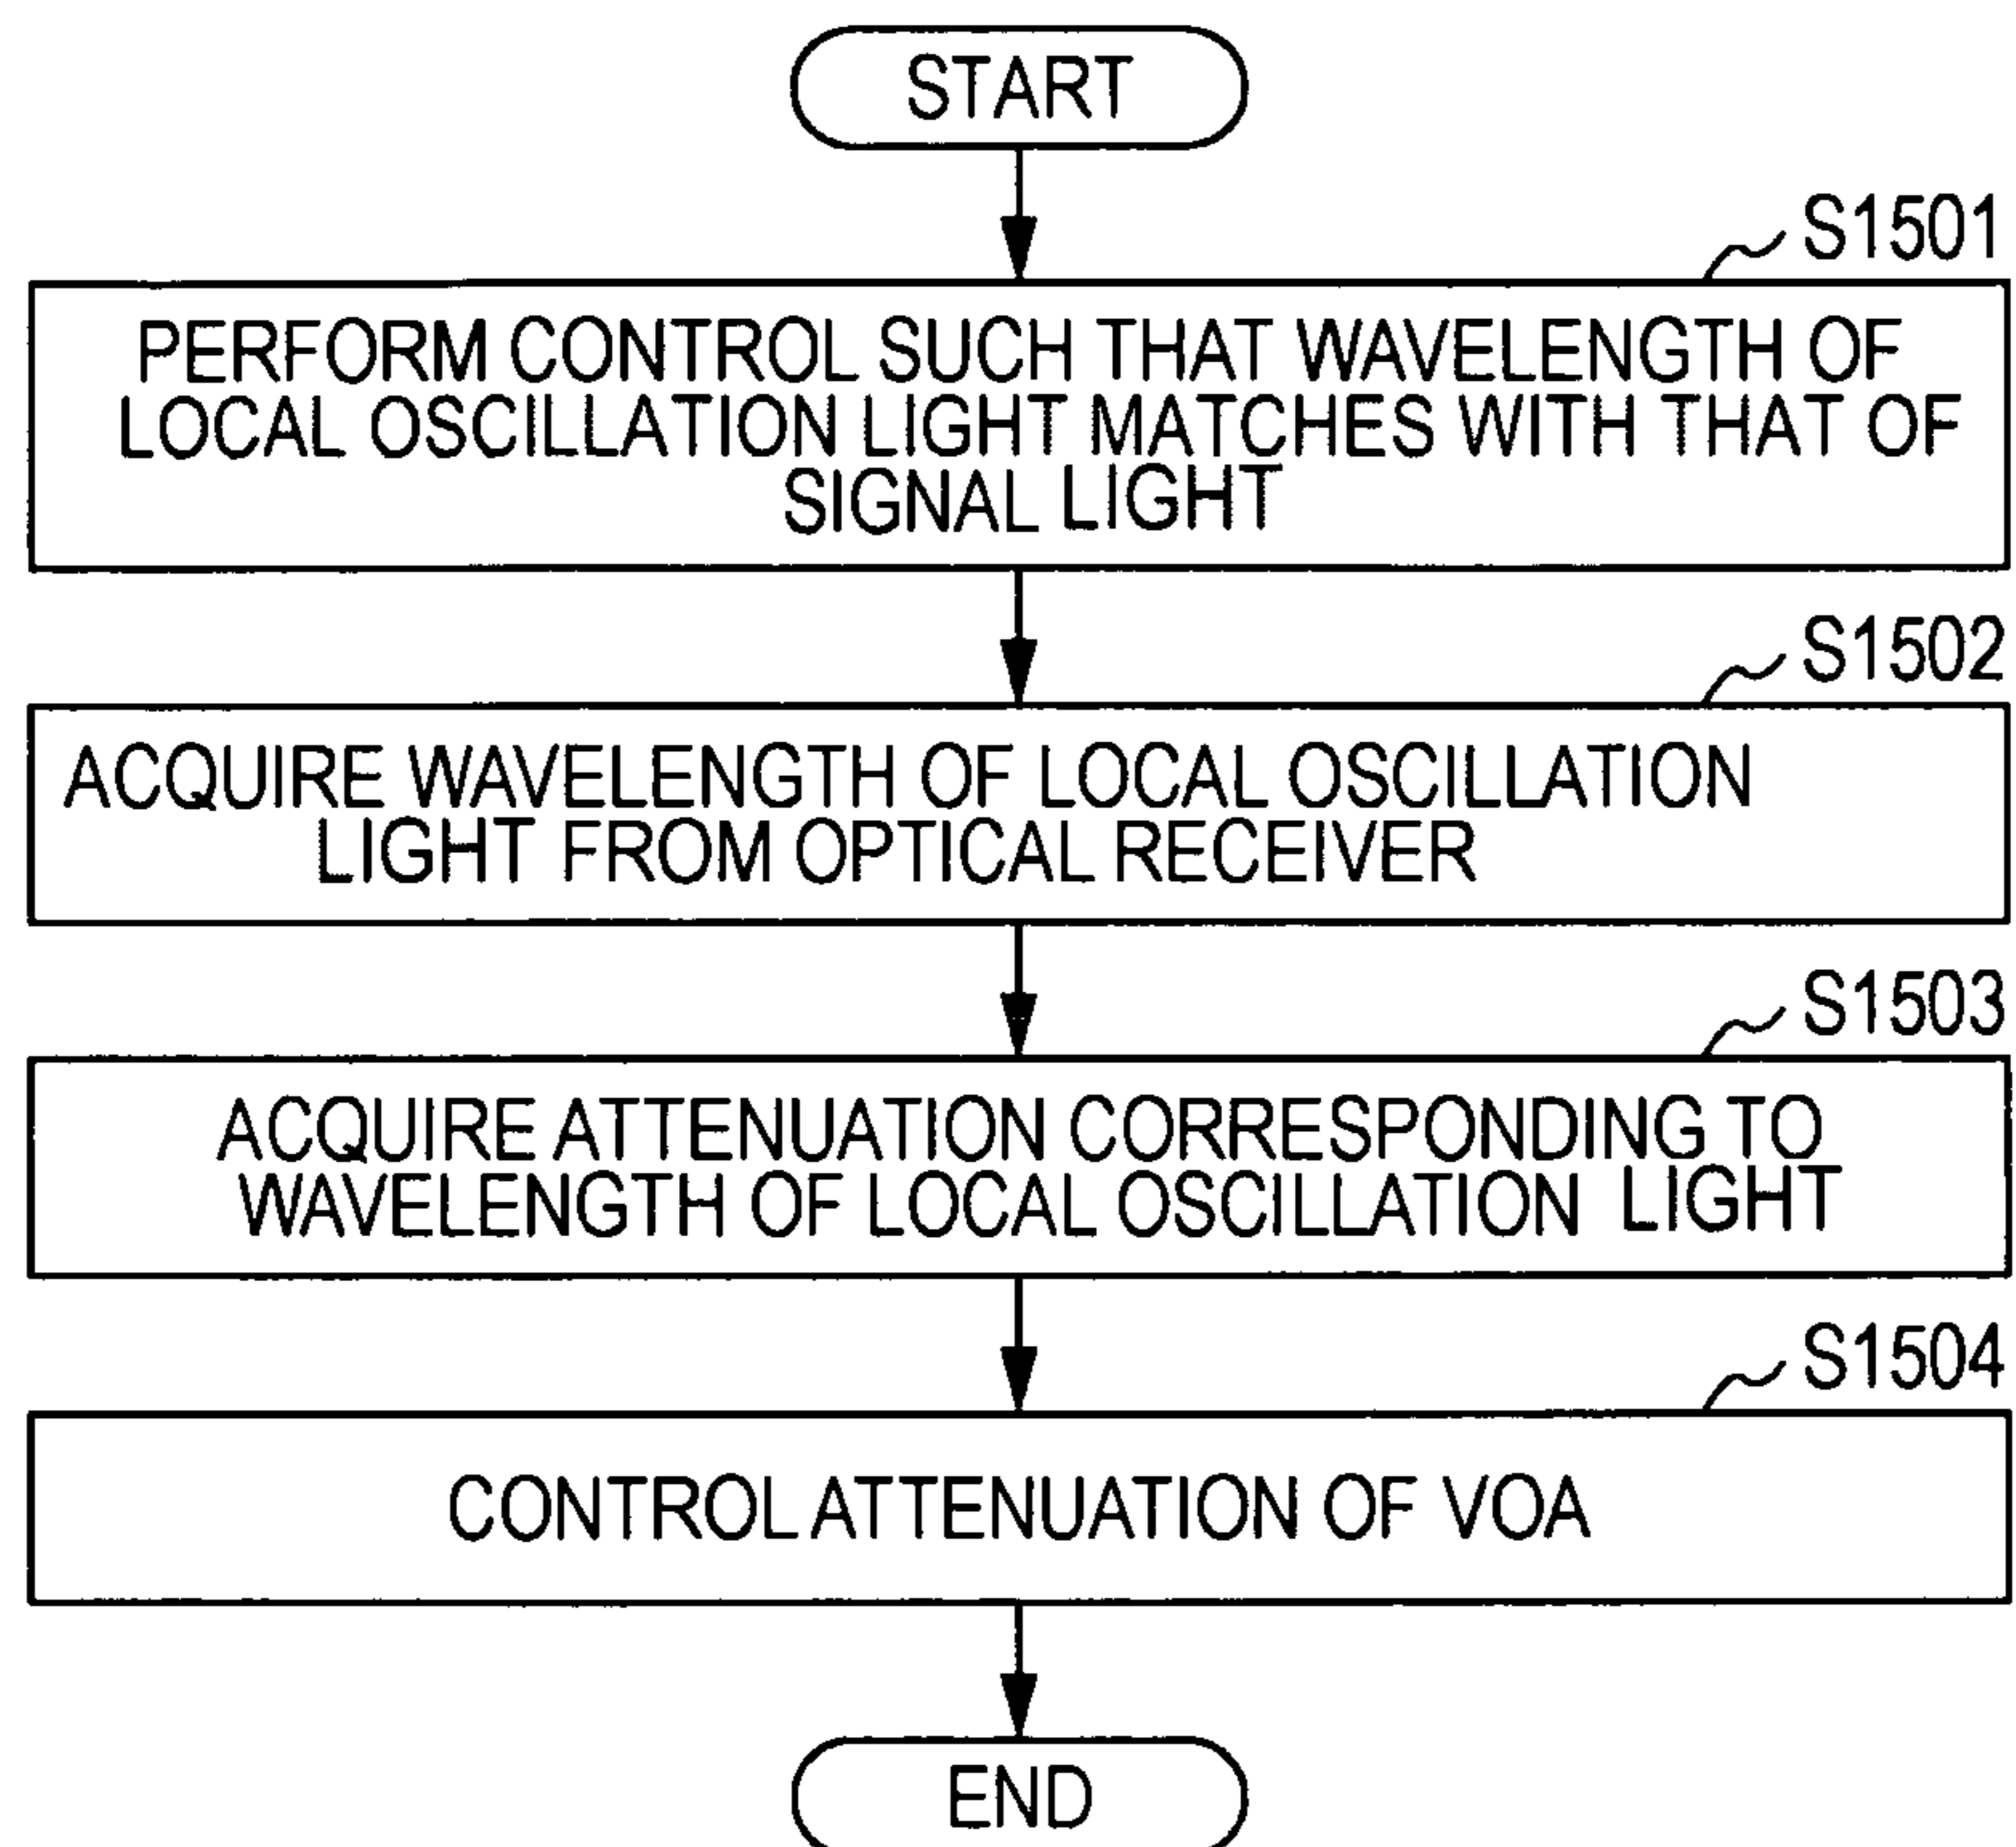 START
S1501
PERFORM CONTROL SUCH THAT WAVELENGTH OF
LOCAL OSCILLATION LIGHT MATCHES WITH THAT OF
SIGNAL LIGHT
S1502
ACQUIRE WAVELENGTH OF LOCAL OSCILLATION
LIGHT FROM OPTICAL RECEIVER
S1503
ACQUIRE ATTENUATION CORRESPONDING TO
WAVELENGTH OF LOCAL OSCILLATION LIGHT
S1504
CONTROL ATTENUATION OF VOA
END